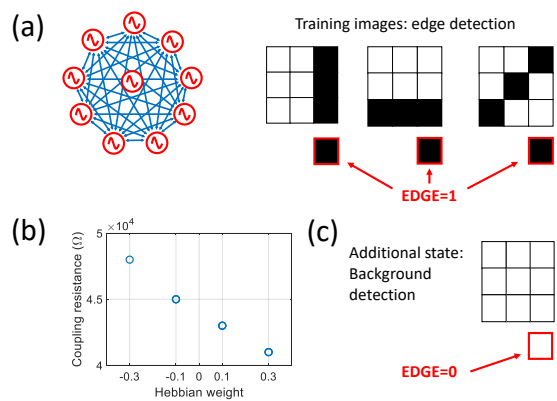 (a)
Training images: edge detection
EDGE=1
(b)
5 ×10⁴
4.5
4
Coupling resistance (Ω)
-0.3 -0.1 0 0.1 0.3
Hebbian weight
(c)
Additional state:
Background
detection
EDGE=0